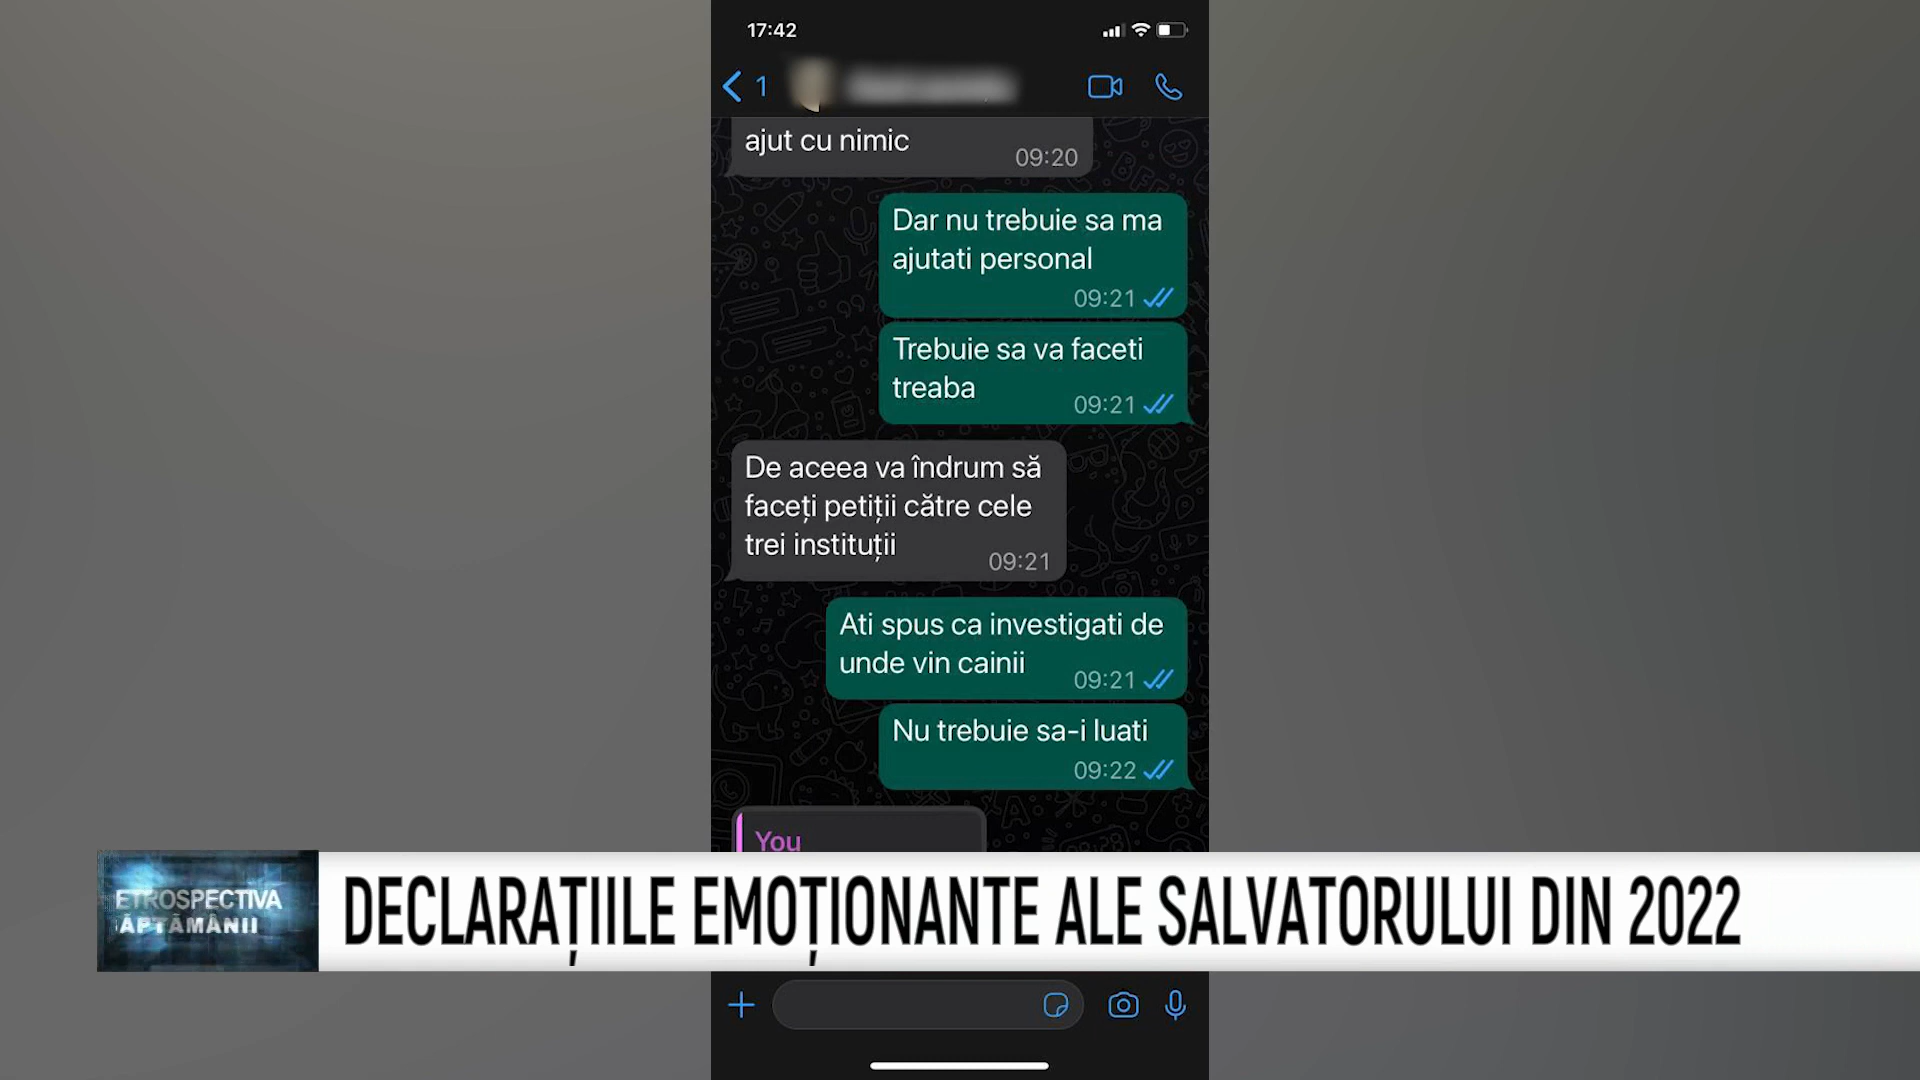 17:42
1
ajut cu nimic
09:20
Dar nu trebuie sa ma
ajutati personal
09:21
Trebuie sa va faceti
treaba
09:21
De aceea va îndrum să
faceți petiții către cele
trei instituții
09:21
Ati spus ca investigati de
unde vin cainii
09:21
Nu trebuie sa-i luati
09:22
You
ETROSPECTIVA
ĂPTĂMÂNII
DECLARAȚIILE EMOȚIONANTE ALE SALVATORULUI DIN 2022